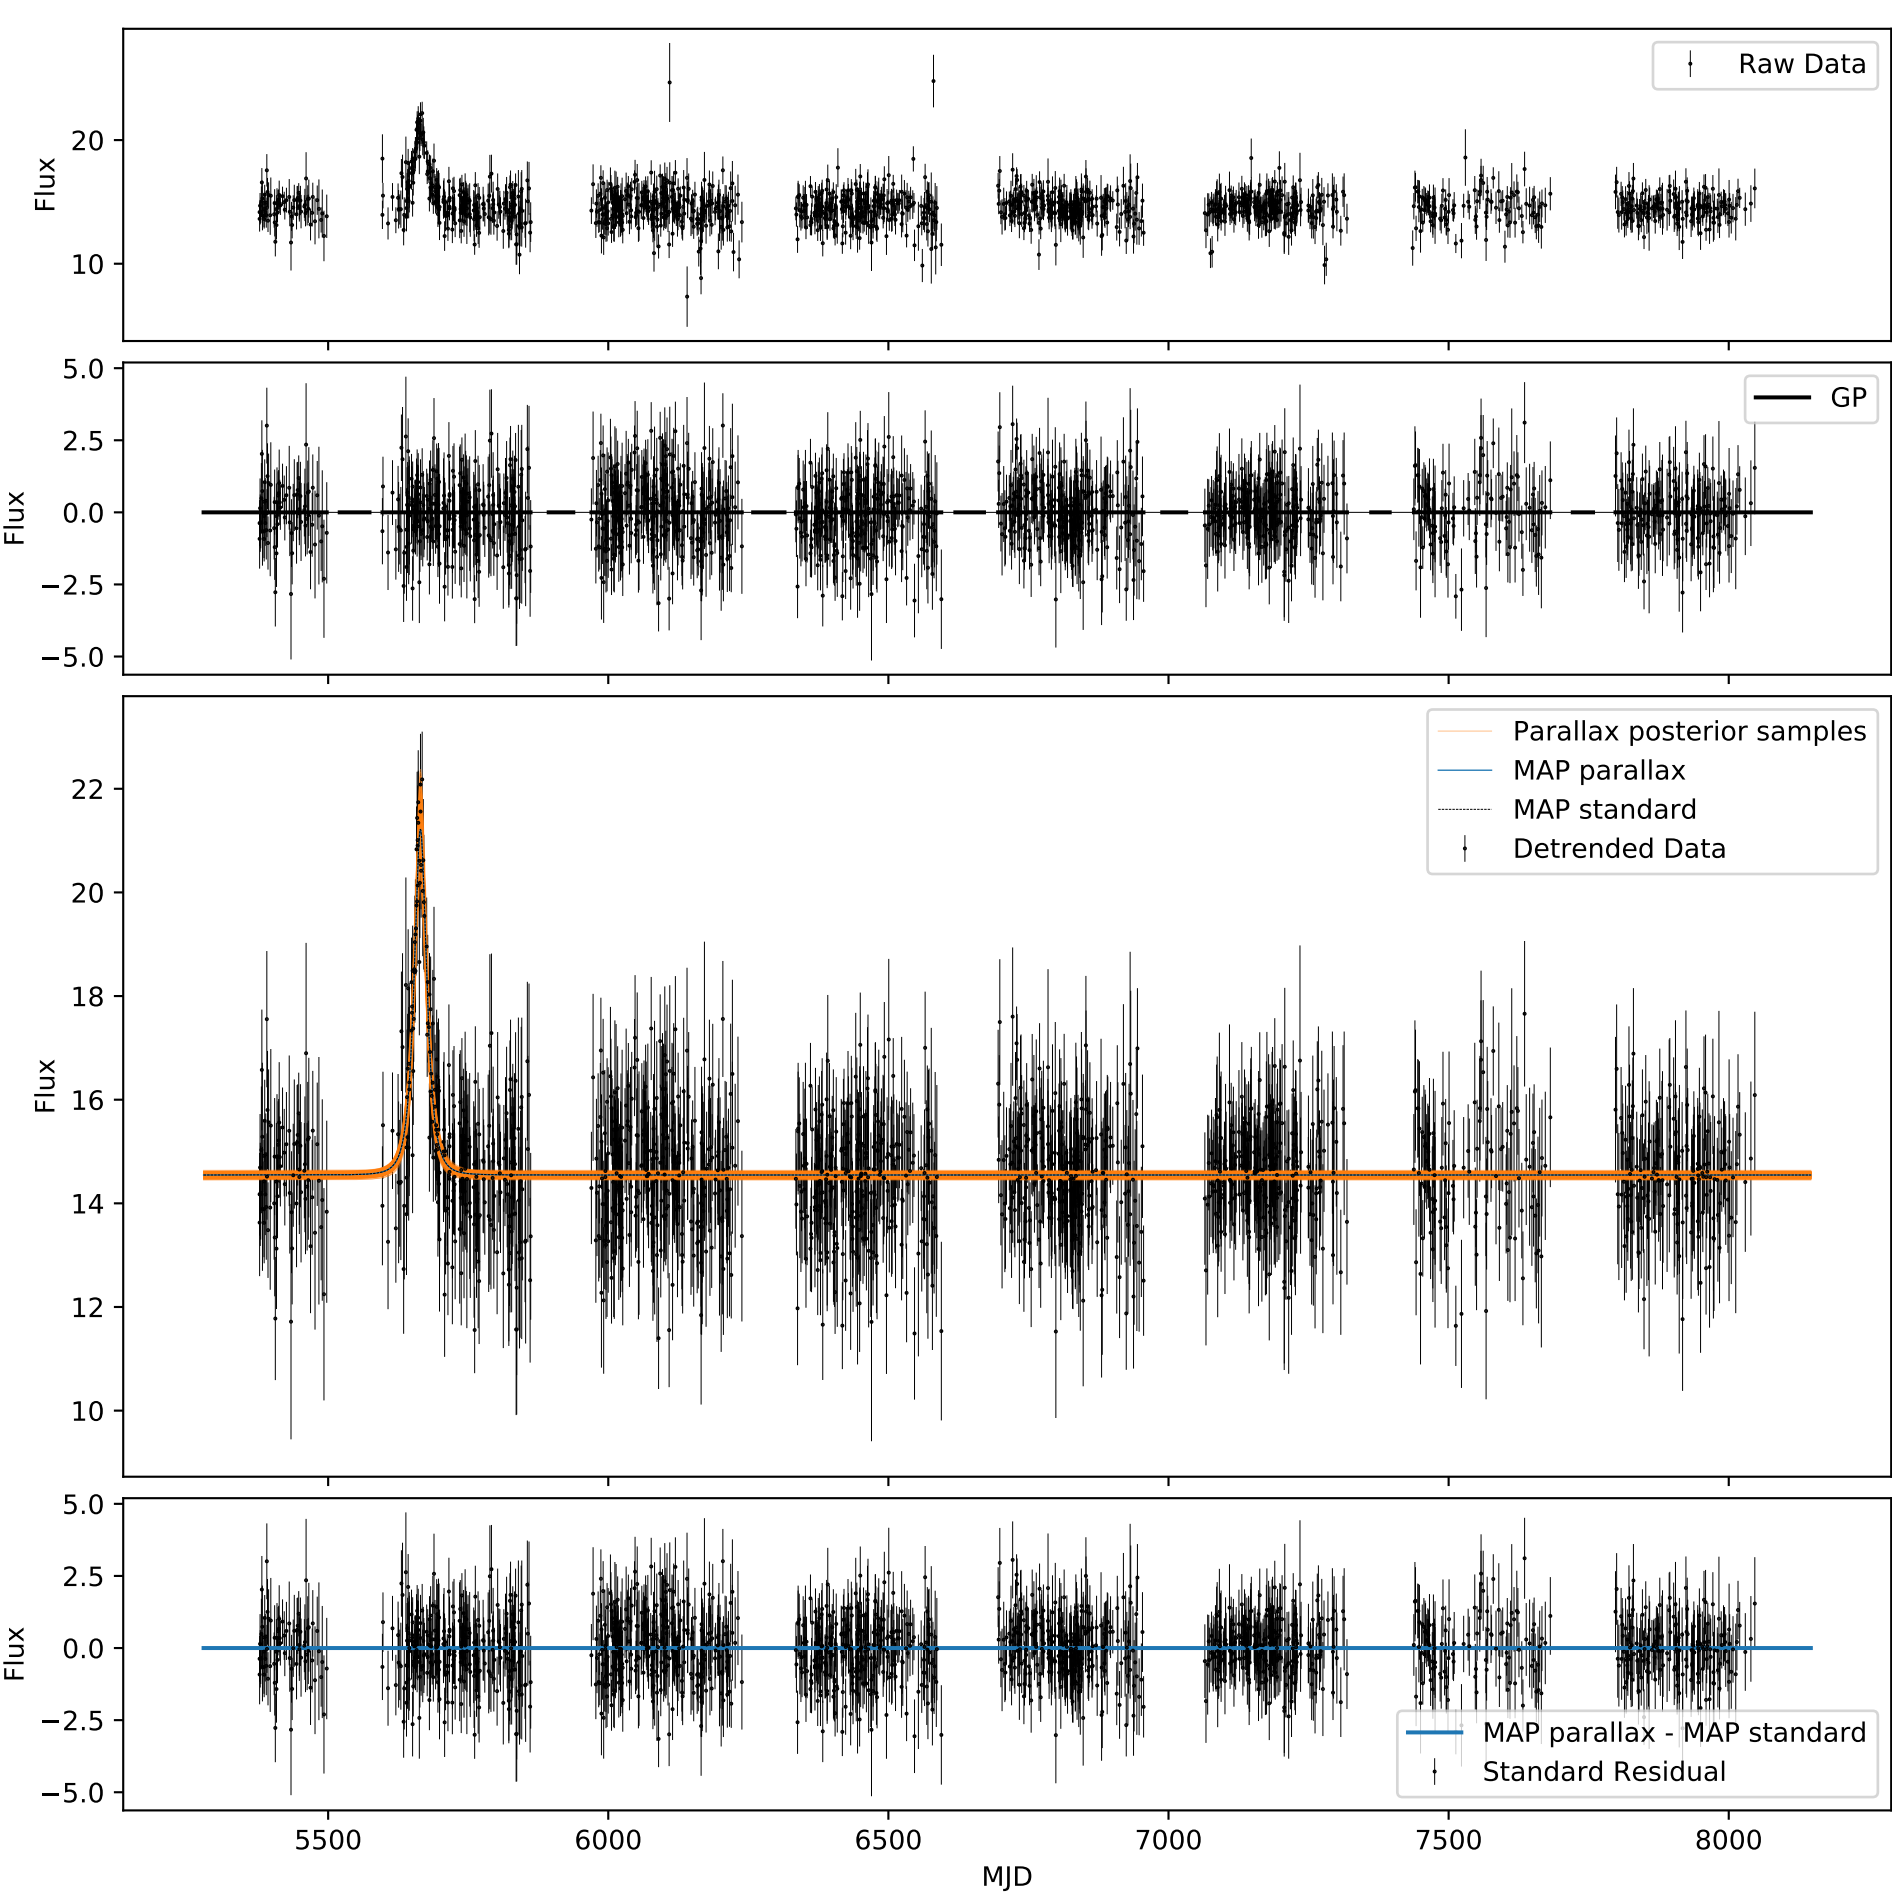 Flux
20
10
Raw Data
Flux
5.0
2.5
0.0
−2.5
−5.0
GP
Flux
22
20
18
16
14
12
10
Parallax posterior samples
MAP parallax
MAP standard
Detrended Data
Flux
5.0
2.5
0.0
−2.5
−5.0
MAP parallax - MAP standard
Standard Residual
5500
6000
6500
7000
7500
8000
MJD